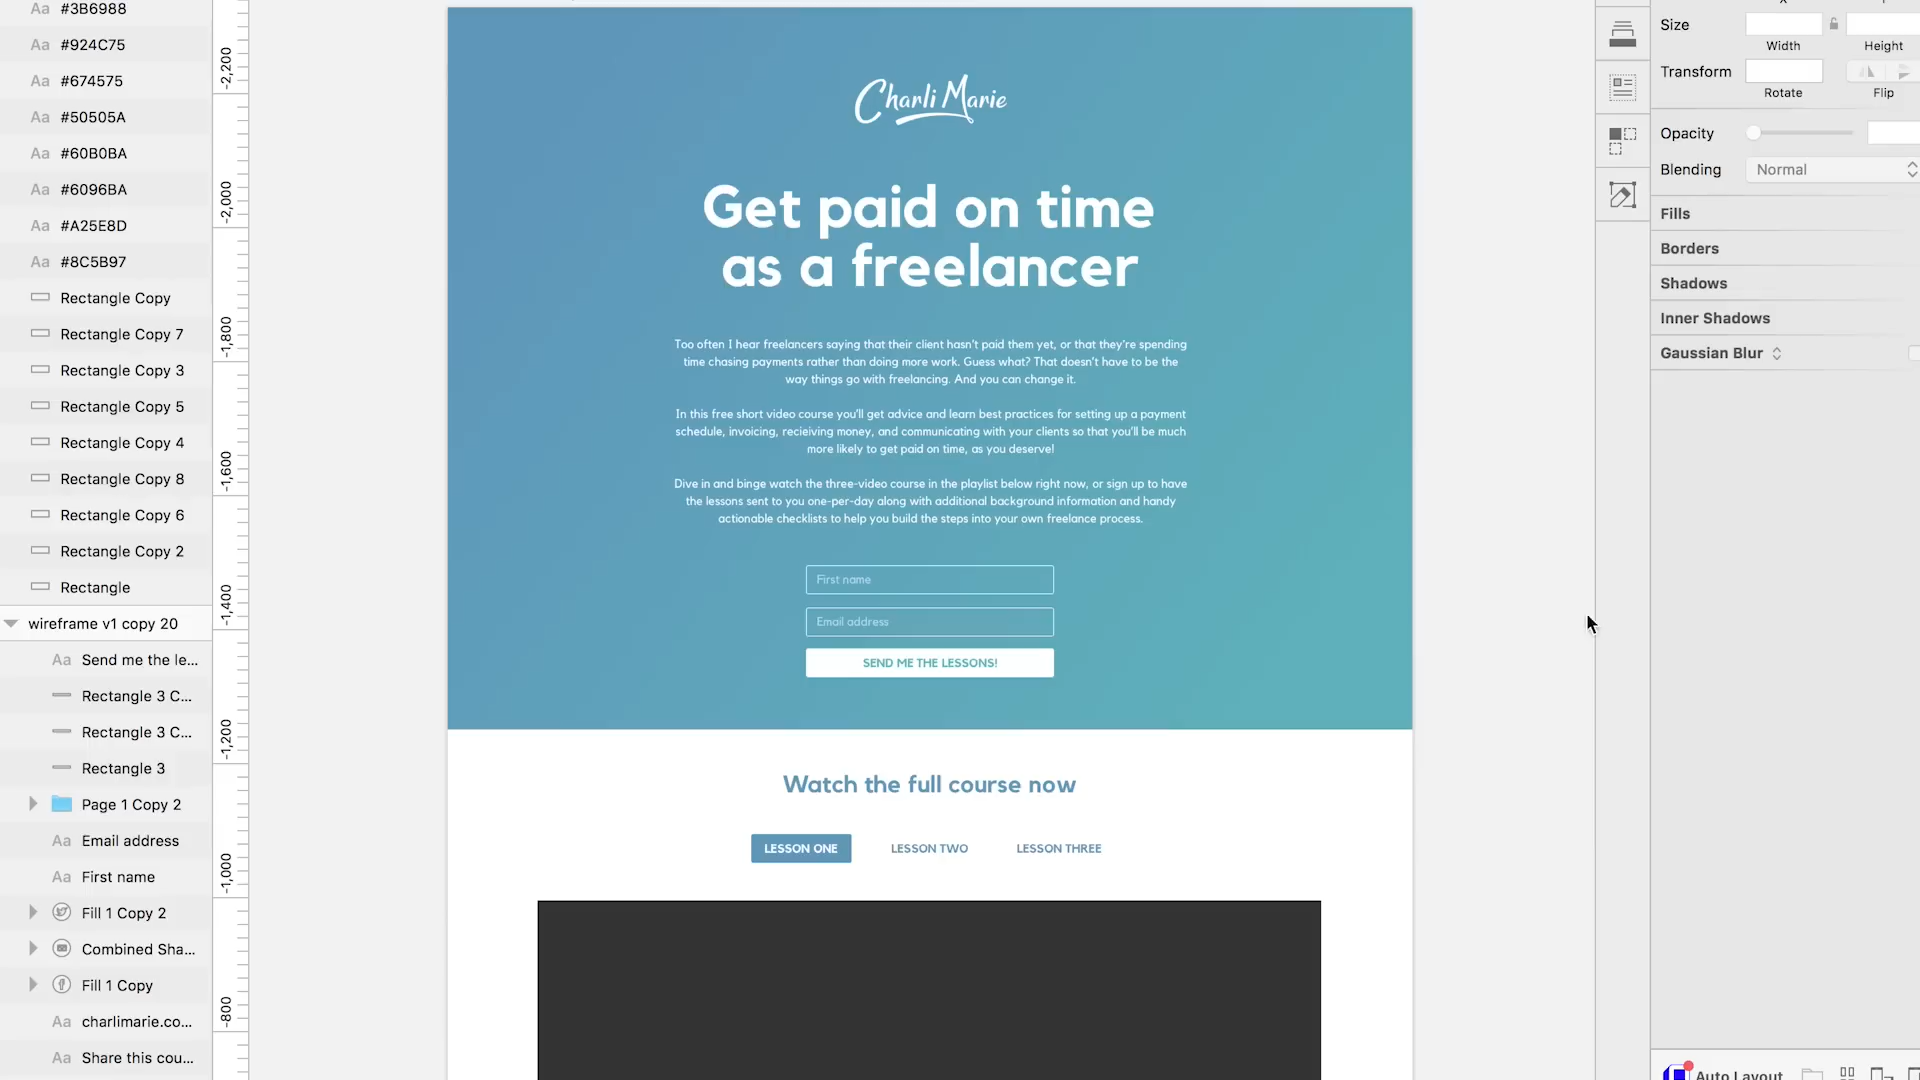 Aa #3B6988
Aa #924C75
Aa #674575
Aa #50505A
Aa #60B0BA
Aa #6096BA
Aa #A25E8D
Aa #8C5B97
Rectangle Copy
Rectangle Copy 7
Rectangle Copy 3
Rectangle Copy 5
Rectangle Copy 4
Rectangle Copy 8
Rectangle Copy 6
Rectangle Copy 2
Rectangle
wireframe v1 copy 20
Aa Send me the le...
Rectangle 3 C...
Rectangle 3 C...
Rectangle 3
Page 1 Copy 2
Aa Email address
Aa First name
Fill 1 Copy 2
Combined Sha...
Fill 1 Copy
Aa charlimarie.co...
Aa Share this cou...
-2,200
-2,000
-1,800
-1,600
-1,400
-1,200
-1,000
-800
Charli Marie
Get paid on time
as a freelancer
Too often I hear freelancers saying that their client hasn't paid them yet, or that they're spending
time chasing payments rather than doing more work. Guess what? That doesn't have to be the
way things go with freelancing. And you can change it.
In this free short video course you'll get advice and learn best practices for setting up a payment
schedule, invoicing, recieiving money, and communicating with your clients so that you'll be much
more likely to get paid on time, as you deserve!
Dive in and binge watch the three-video course in the playlist below right now, or sign up to have
the lessons sent to you one-per-day along with additional background information and handy
actionable checklists to help you build the steps into your own freelance process.
First name
Email address
SEND ME THE LESSONS!
Watch the full course now
LESSON ONE LESSON TWO LESSON THREE
Size
Width Height
Transform
Rotate Flip
Opacity
Blending Normal
Fills
Borders
Shadows
Inner Shadows
Gaussian Blur
Auto Layout